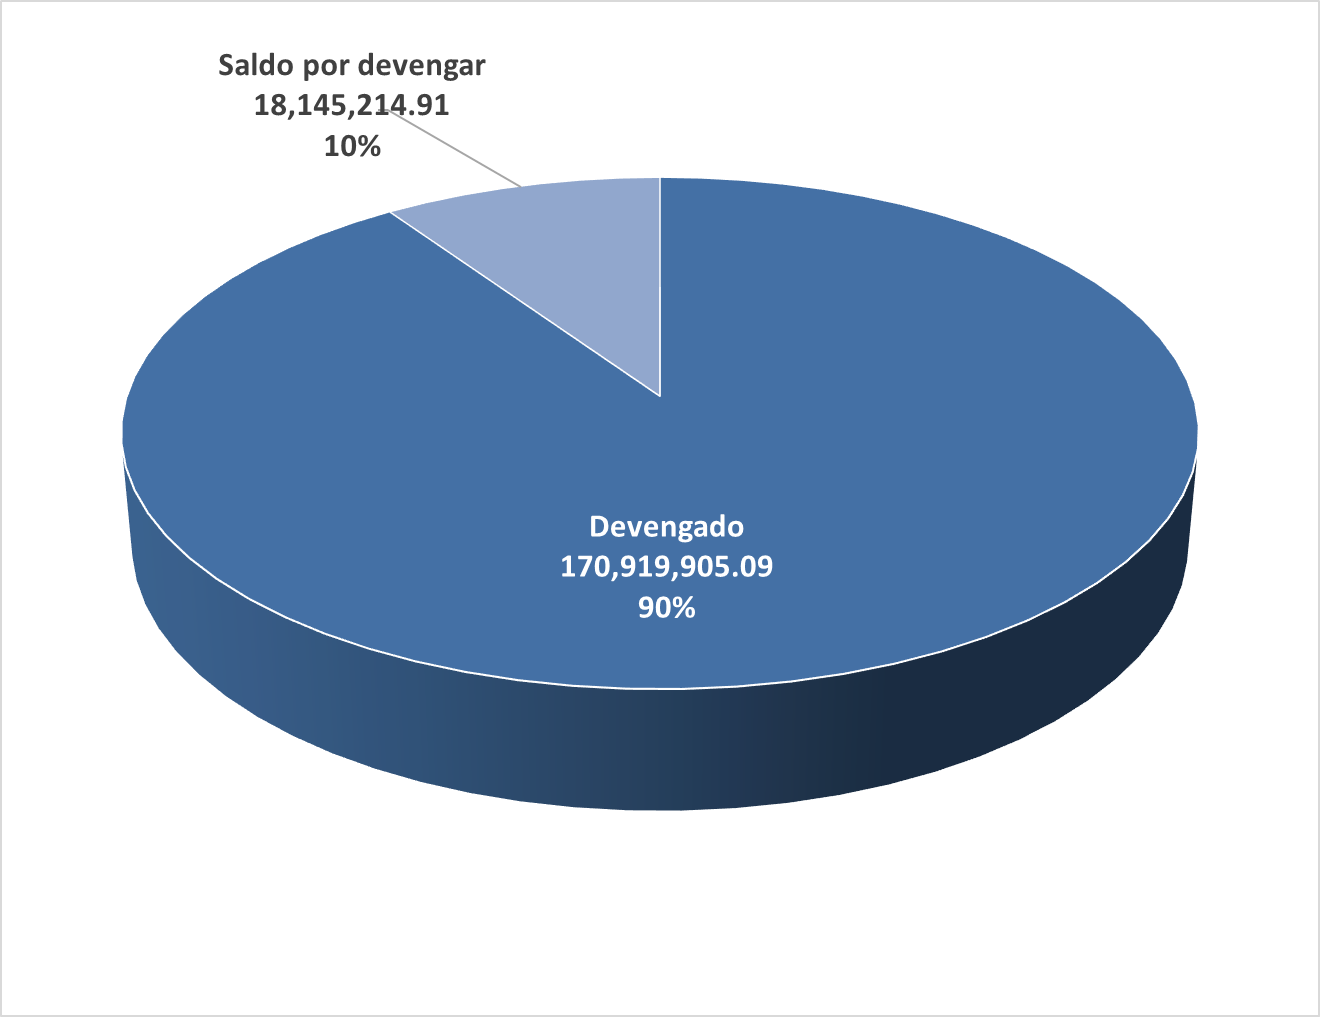 Saldo por devengar
18,145,214.91
10%
Devengado
170,919,905.09
90%